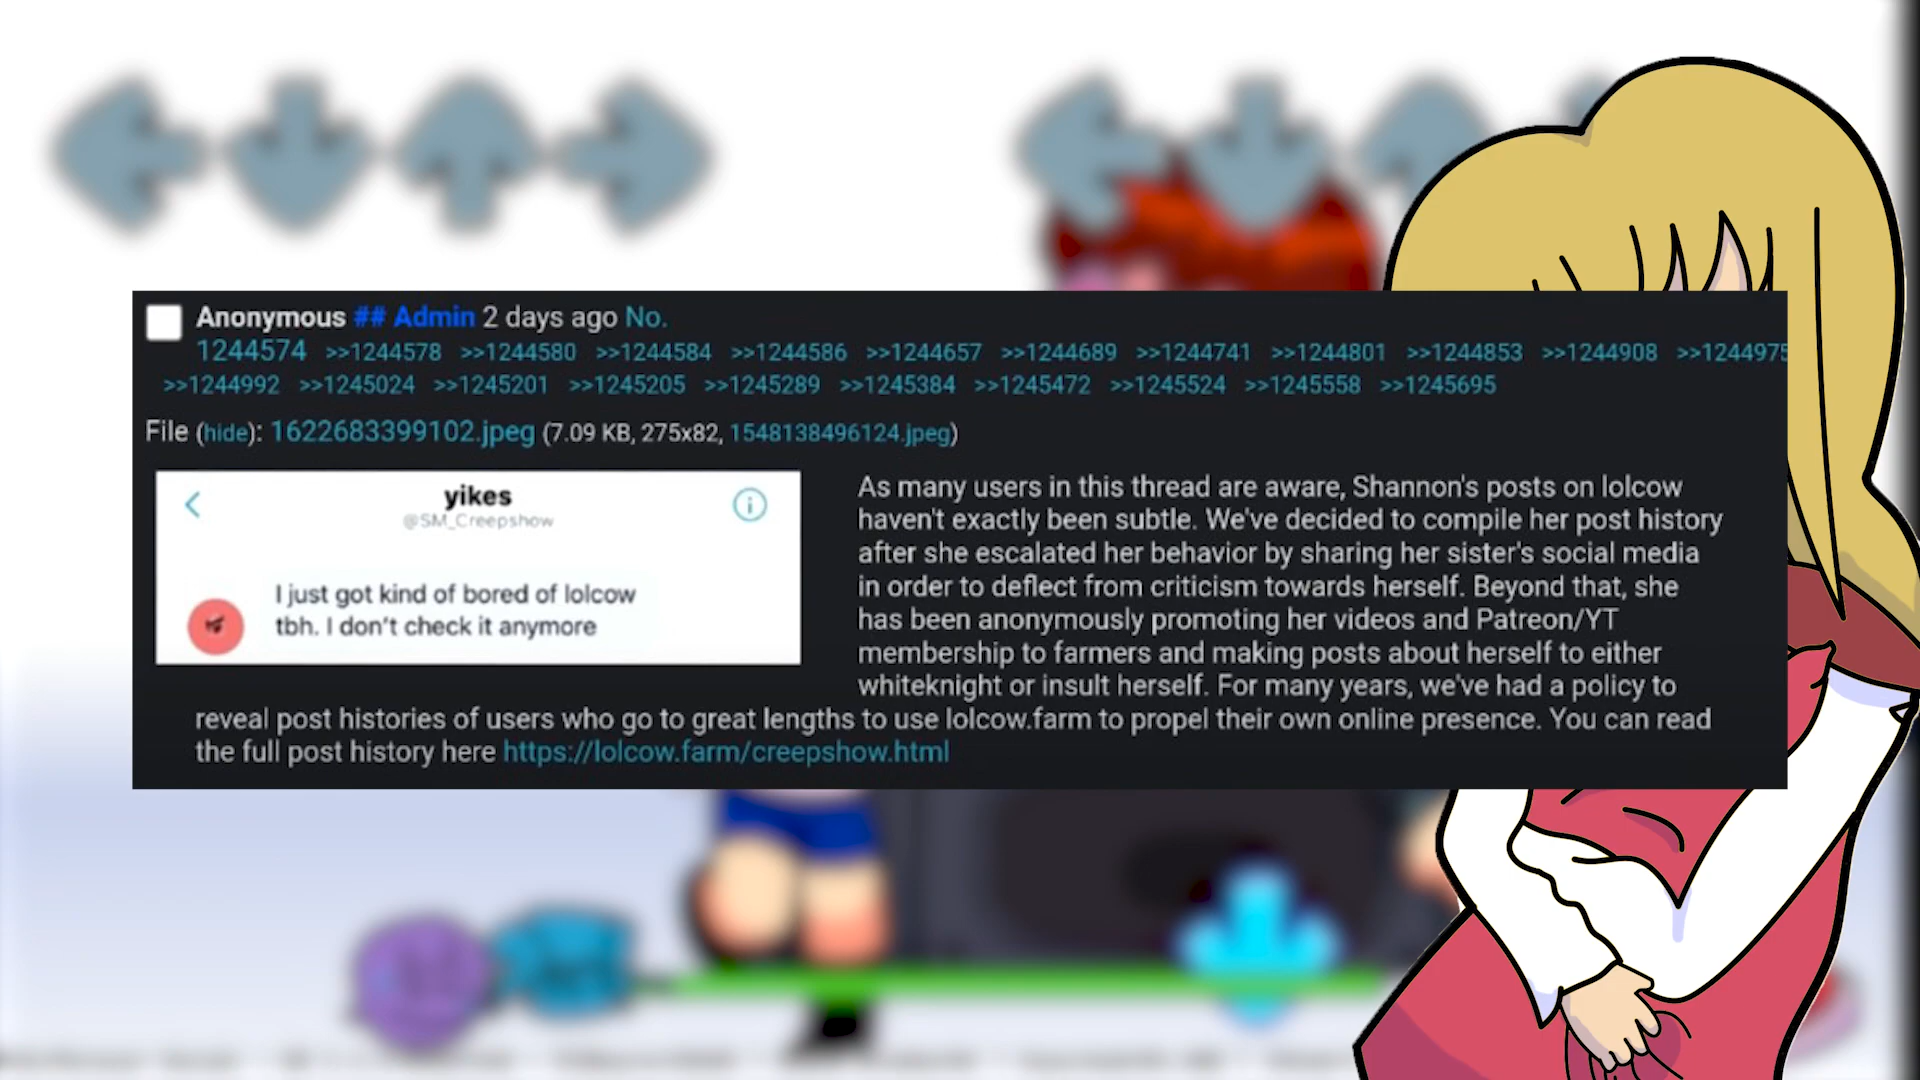 Anonymous ## Admin 2 days ago No.
1244574 >>1244578 >>1244580 >>1244584 >>1244586 >>1244657 >>1244689 >>1244741 >>1244801 >>1244853 >>1244908 >>1244975
>>1244992 >>1245024 >>1245201 >>1245205 >>1245289 >>1245384 >>1245472 >>1245524 >>1245558 >>1245695
File (hide): 1622683399102.jpeg (7.09 KB, 275x82, 1548138496124.jpeg)
yikes
@SM_Creepshow
I just got kind of bored of lolcow
tbh. I don't check it anymore
As many users in this thread are aware, Shannon's posts on lolcow
haven't exactly been subtle. We've decided to compile her post history
after she escalated her behavior by sharing her sister's social media
in order to deflect from criticism towards herself. Beyond that, she
has been anonymously promoting her videos and Patreon/YT
membership to farmers and making posts about herself to either
whiteknight or insult herself. For many years, we've had a policy to
reveal post histories of users who go to great lengths to use lolcow.farm to propel their own online presence. You can read
the full post history here https://lolcow.farm/creepshow.html